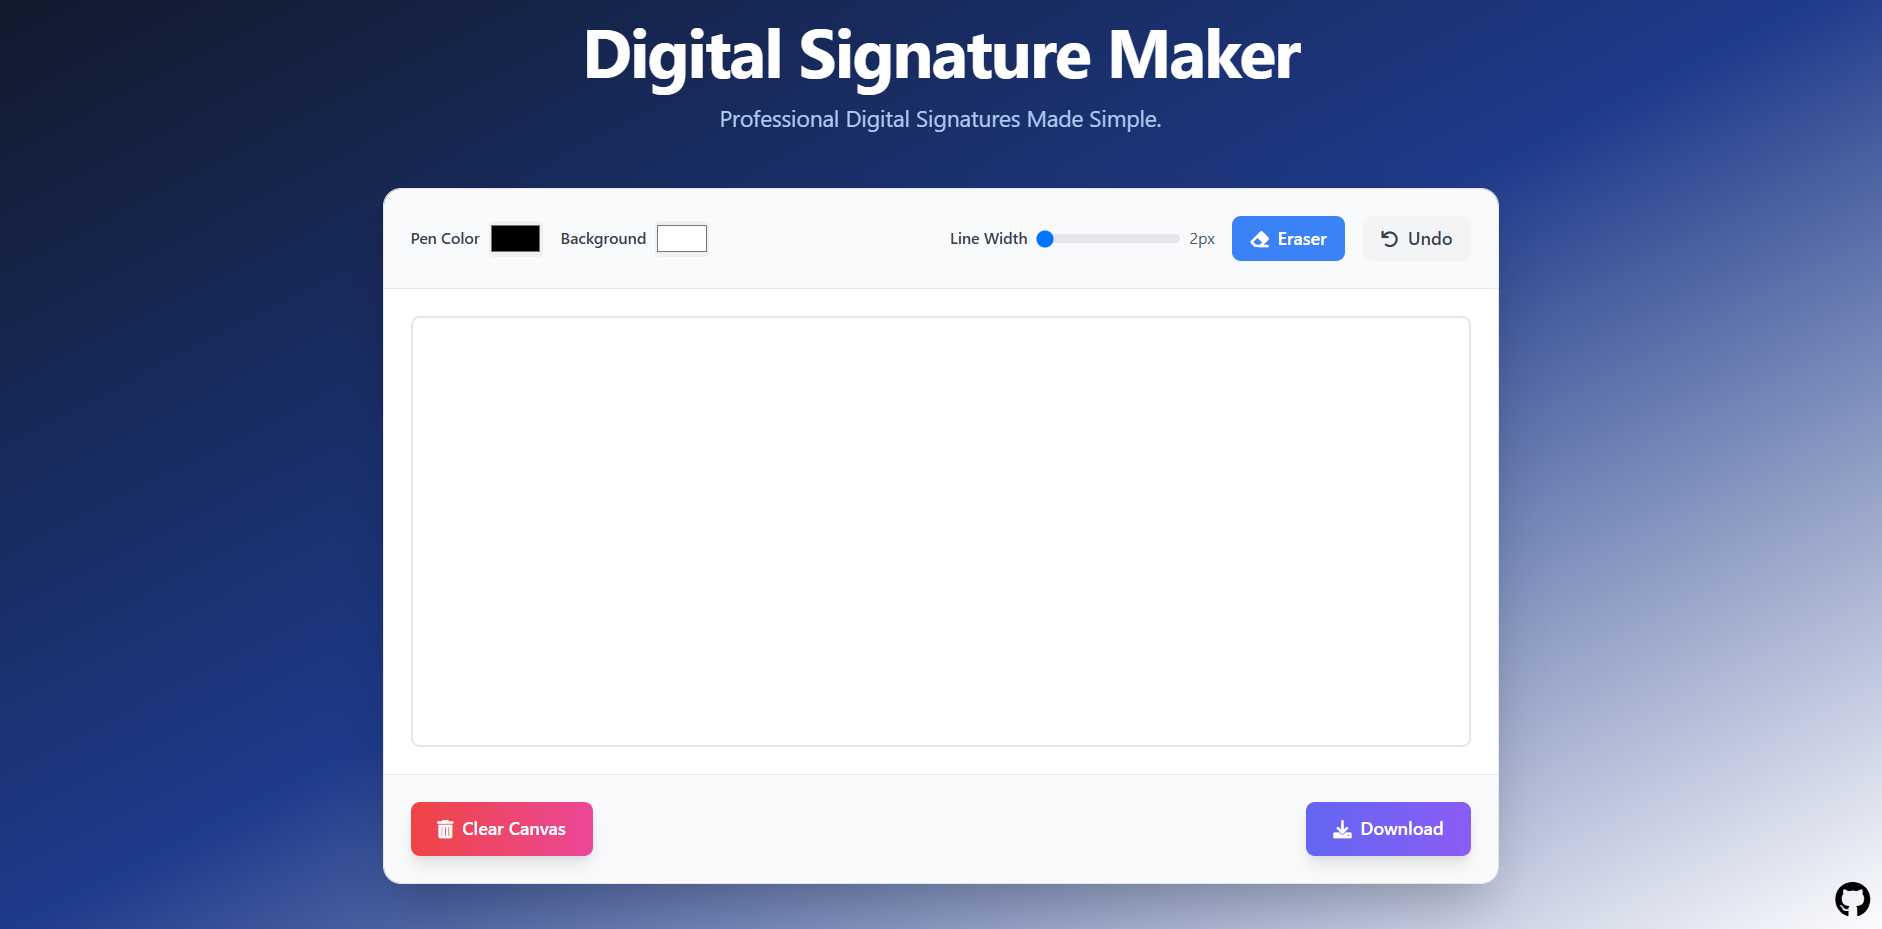 Digital Signature Maker
Professional Digital Signatures Made Simple.
Pen Color Background Line Width 2px Eraser Undo
Clear Canvas Download